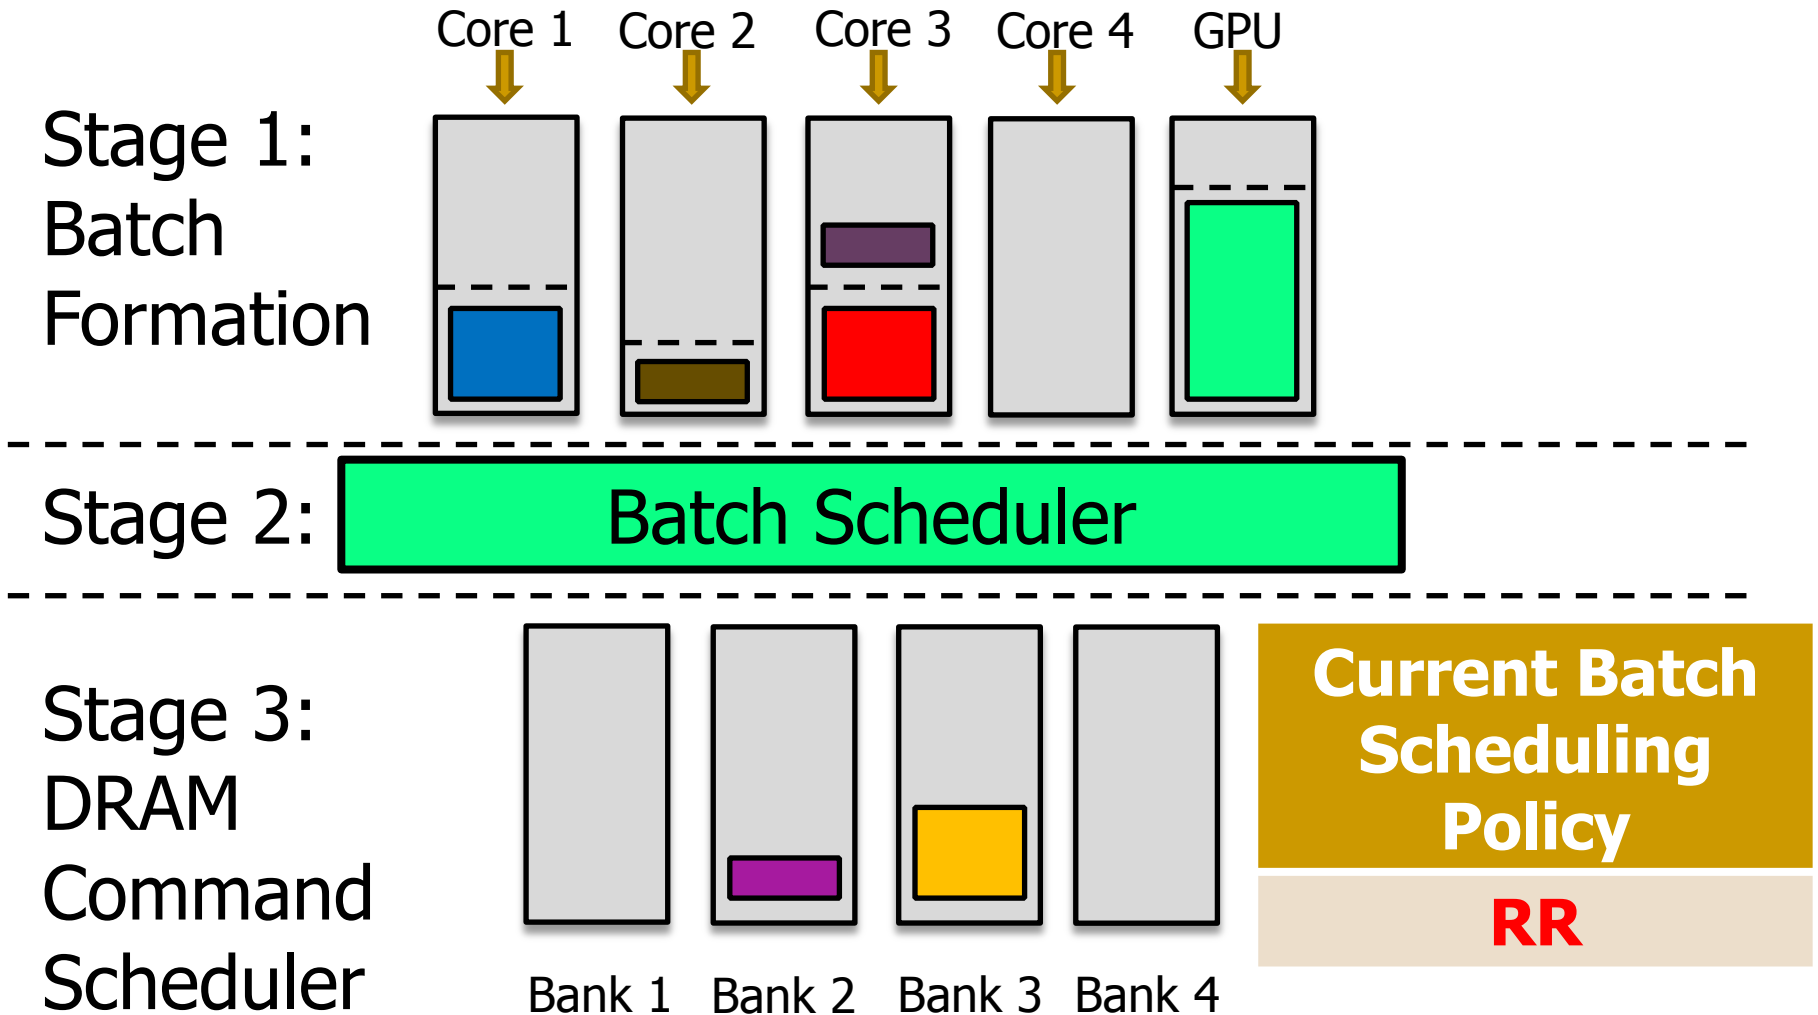 Core 1 Core 2 Core 3 Core 4 GPU
Stage 1:
Batch
Formation
Stage 2:
Batch Scheduler
Stage 3:
DRAM
Command
Scheduler
Current Batch
Scheduling
Policy
RR
Bank 1 Bank 2 Bank 3 Bank 4